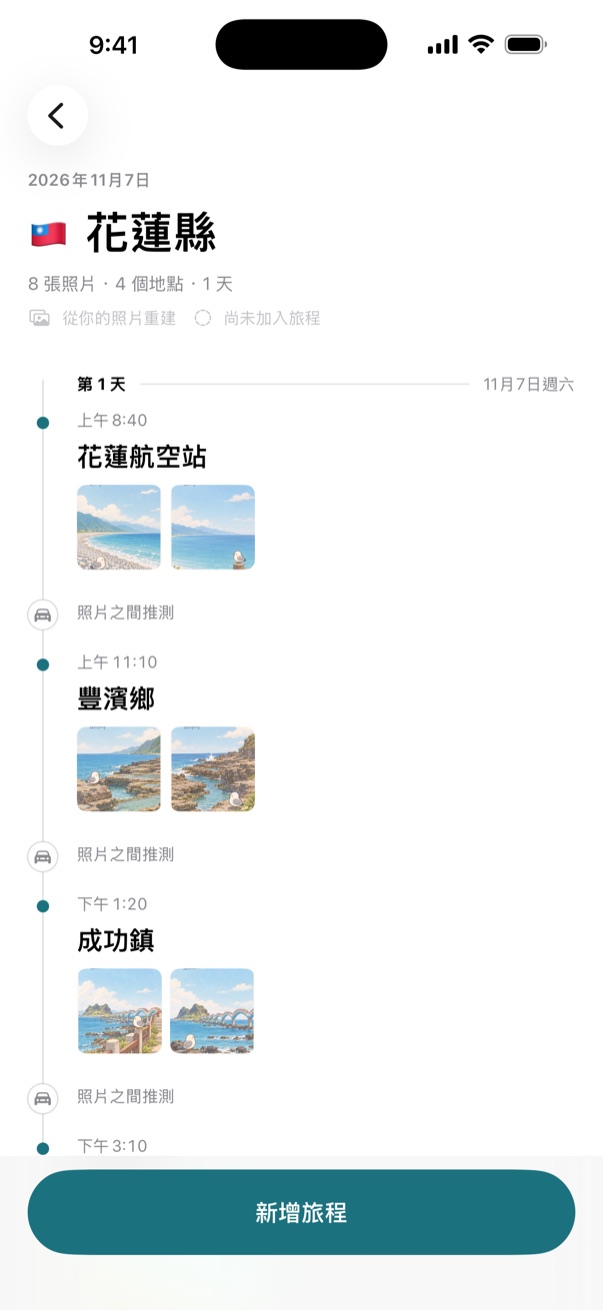 9:41
2026年11月7日
🇹🇼 花蓮縣
8 張照片 · 4 個地點 · 1 天
從你的照片重建 尚未加入旅程
第 1 天 11月7日週六
上午 8:40
花蓮航空站
照片之間推測
上午 11:10
豐濱鄉
照片之間推測
下午 1:20
成功鎮
照片之間推測
下午 3:10
新增旅程